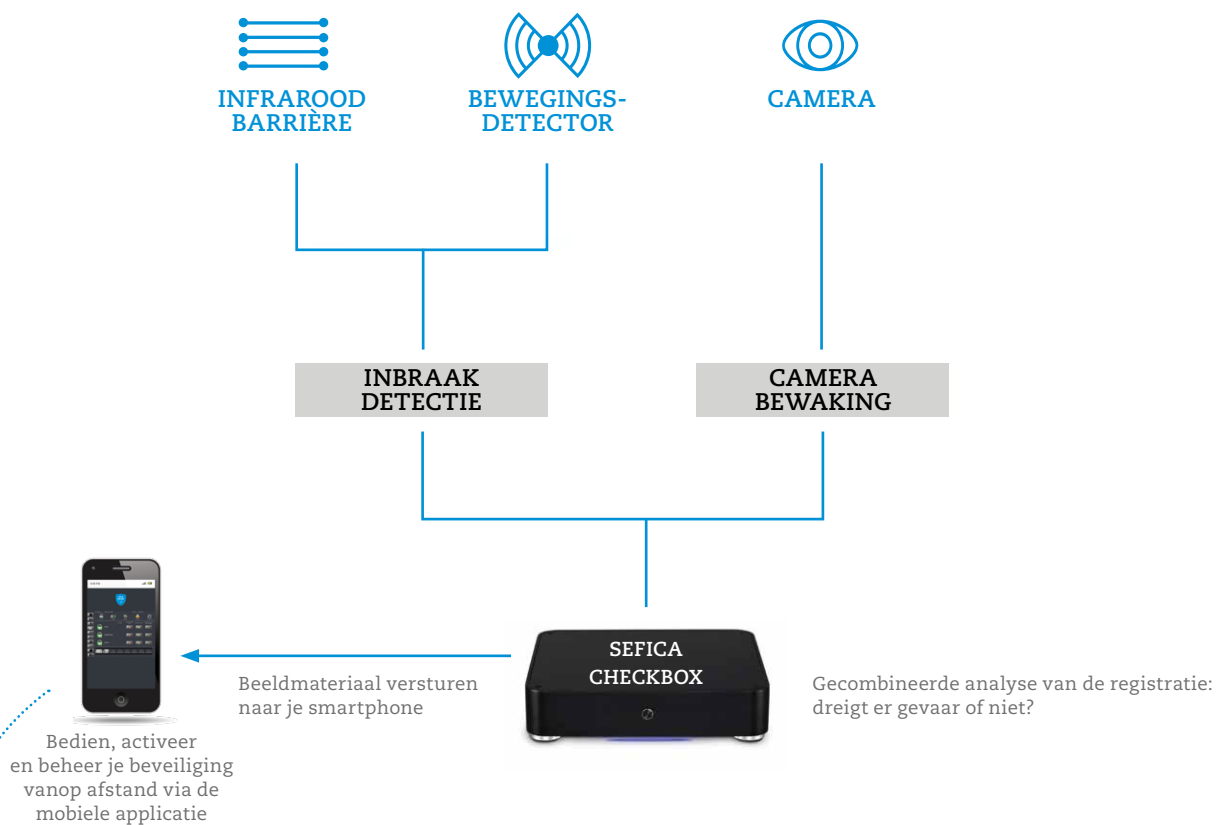 INFRAROOD
BARRIÈRE
BEWEGINGS-
DETECTOR
CAMERA
INBRAAK
DETECTIE
CAMERA
BEWAKING
SEFICA
CHECKBOX
Beeldmateriaal versturen
naar je smartphone
Gecombineerde analyse van de registratie:
dreigt er gevaar of niet?
Bedien, activeer
en beheer je beveiliging
vanop afstand via de
mobiele applicatie